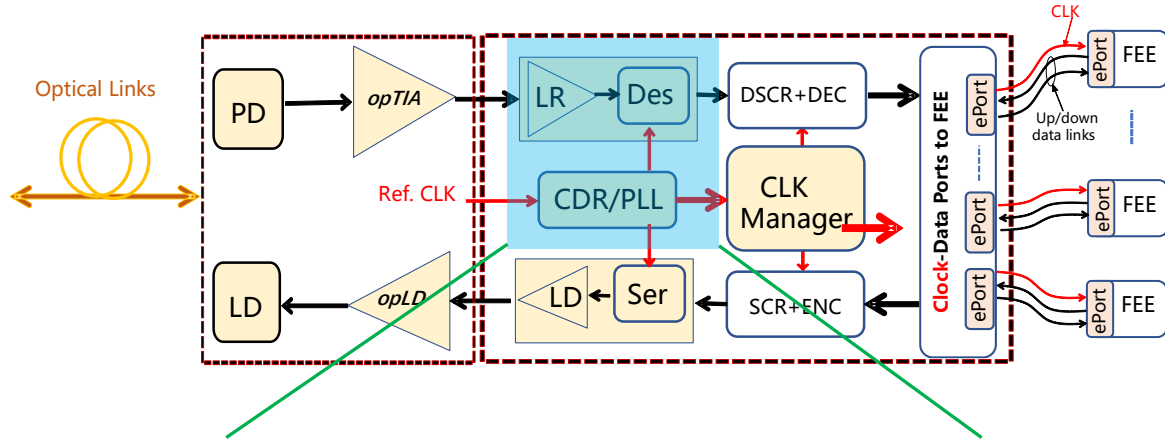 CLK
Optical Links
PD
opTIA
LR
Des
DSCR+DEC
Clock-Data Ports to FEE
ePort
ePort
FEE
Up/down
data links
Ref. CLK
CDR/PLL
CLK
Manager
ePort
ePort
FEE
LD
opLD
LD
Ser
SCR+ENC
ePort
ePort
FEE